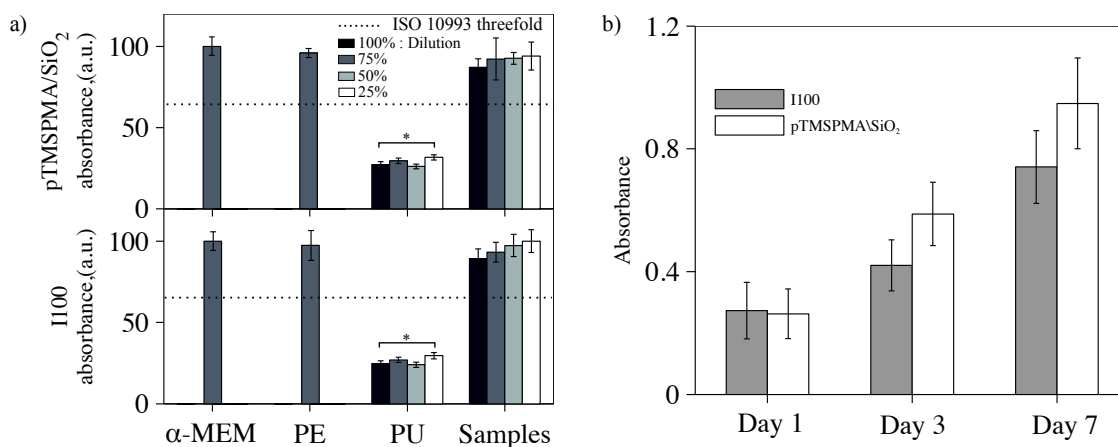 a)
ISO 10993 threefold
100% : Dilution
75%
50%
25%
pTMSPMA/SiO₂
absorbance,(a.u.)
100
50
0
*
I100
absorbance,(a.u.)
100
50
0
*
α-MEM PE PU Samples
b)
Absorbance
1.2
0.8
0.4
0
I100
pTMSPMA\SiO₂
Day 1 Day 3 Day 7